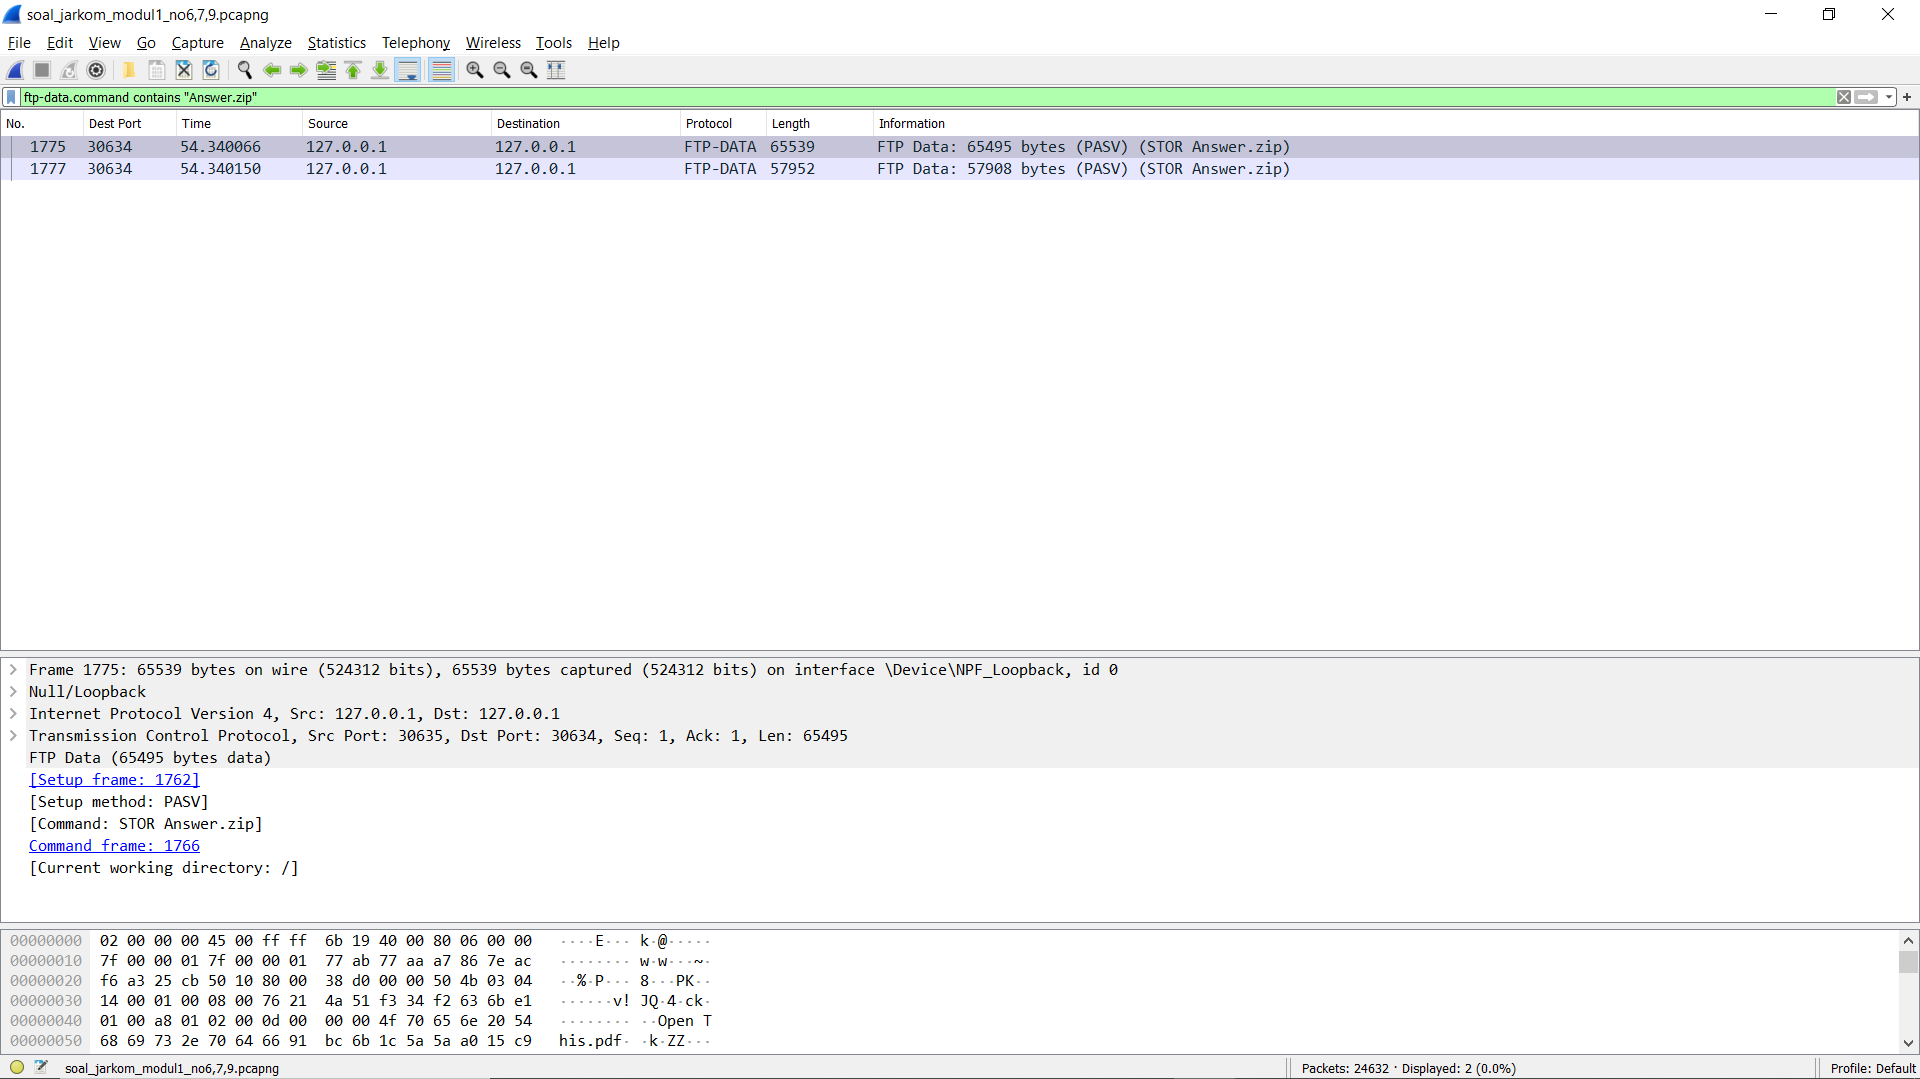 soal_jarkom_modul1_no6,7,9.pcapng
File Edit View Go Capture Analyze Statistics Telephony Wireless Tools Help
ftp-data.command contains "Answer.zip"
No. Dest Port Time Source Destination Protocol Length Information
1775 30634 54.340066 127.0.0.1 127.0.0.1 FTP-DATA 65539 FTP Data: 65495 bytes (PASV) (STOR Answer.zip)
1777 30634 54.340150 127.0.0.1 127.0.0.1 FTP-DATA 57952 FTP Data: 57908 bytes (PASV) (STOR Answer.zip)
Frame 1775: 65539 bytes on wire (524312 bits), 65539 bytes captured (524312 bits) on interface \Device\NPF_Loopback, id 0
Null/Loopback
Internet Protocol Version 4, Src: 127.0.0.1, Dst: 127.0.0.1
Transmission Control Protocol, Src Port: 30635, Dst Port: 30634, Seq: 1, Ack: 1, Len: 65495
FTP Data (65495 bytes data)
[Setup frame: 1762]
[Setup method: PASV]
[Command: STOR Answer.zip]
Command frame: 1766
[Current working directory: /]
00000000 02 00 00 00 45 00 ff ff 6b 19 40 00 80 06 00 00 ····E··· k·@·····
00000010 7f 00 00 01 7f 00 00 01 77 ab 77 aa a7 86 7e ac ········ w·w···~·
00000020 f6 a3 25 cb 50 10 80 00 38 d0 00 00 50 4b 03 04 ··%·P··· 8···PK··
00000030 14 00 01 00 08 00 76 21 4a 51 f3 34 f2 63 6b e1 ······v! JQ·4·ck·
00000040 01 00 a8 01 02 00 0d 00 00 00 4f 70 65 6e 20 54 ········ ··Open T
00000050 68 69 73 2e 70 64 66 91 bc 6b 1c 5a 5a a0 15 c9 his.pdf· ·k·ZZ···
soal_jarkom_modul1_no6,7,9.pcapng Packets: 24632 · Displayed: 2 (0.0%) Profile: Default